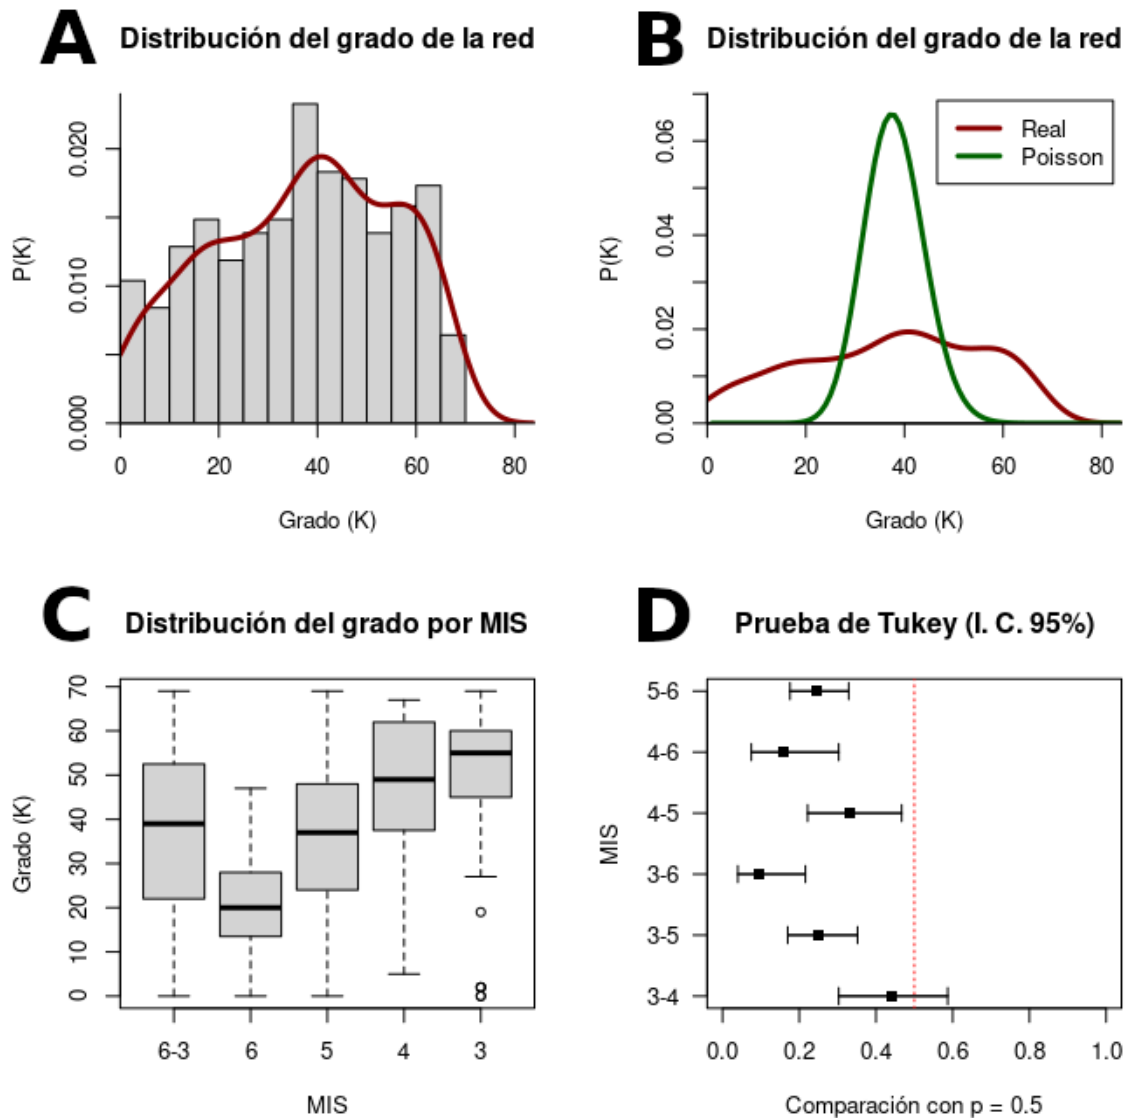 A Distribución del grado de la red
0.020
0.010
0.000
P(K)
0 20 40 60 80
Grado (K)
B Distribución del grado de la red
Real
Poisson
0.06
0.04
0.02
0.00
P(K)
0 20 40 60 80
Grado (K)
C Distribución del grado por MIS
70
60
50
40
30
20
10
0
Grado (K)
6-3 6 5 4 3
MIS
D Prueba de Tukey (I. C. 95%)
5-6
4-6
4-5
3-6
3-5
3-4
MIS
0.0 0.2 0.4 0.6 0.8 1.0
Comparación con p = 0.5